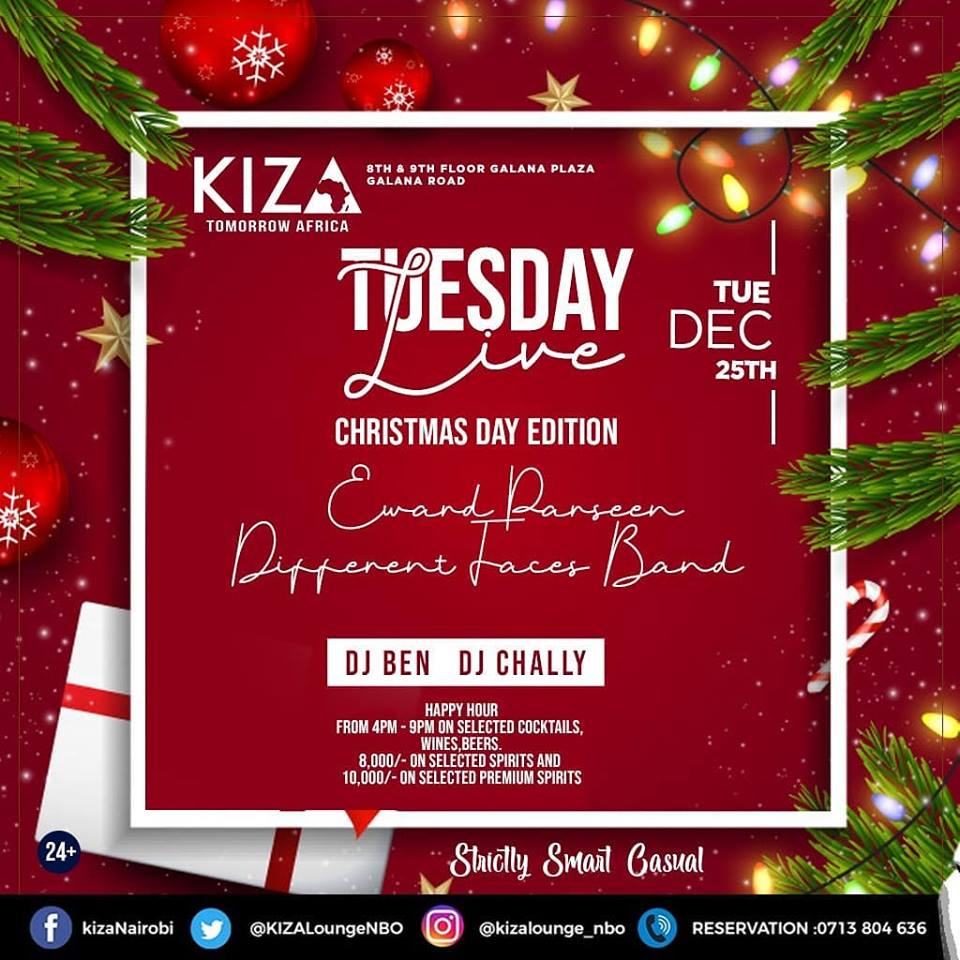 KIZA
TOMORROW AFRICA
8TH & 9TH FLOOR GALANA PLAZA
GALANA ROAD
TUESDAY
Live
TUE
DEC
25TH
CHRISTMAS DAY EDITION
Eward Parseen
Different Faces Band
DJ BEN DJ CHALLY
HAPPY HOUR
FROM 4PM - 9PM ON SELECTED COCKTAILS,
WINES,BEERS.
8,000/- ON SELECTED SPIRITS AND
10,000/- ON SELECTED PREMIUM SPIRITS
24+
Strictly Smart Casual
kizaNairobi @KIZALoungeNBO @kizalounge_nbo RESERVATION :0713 804 636